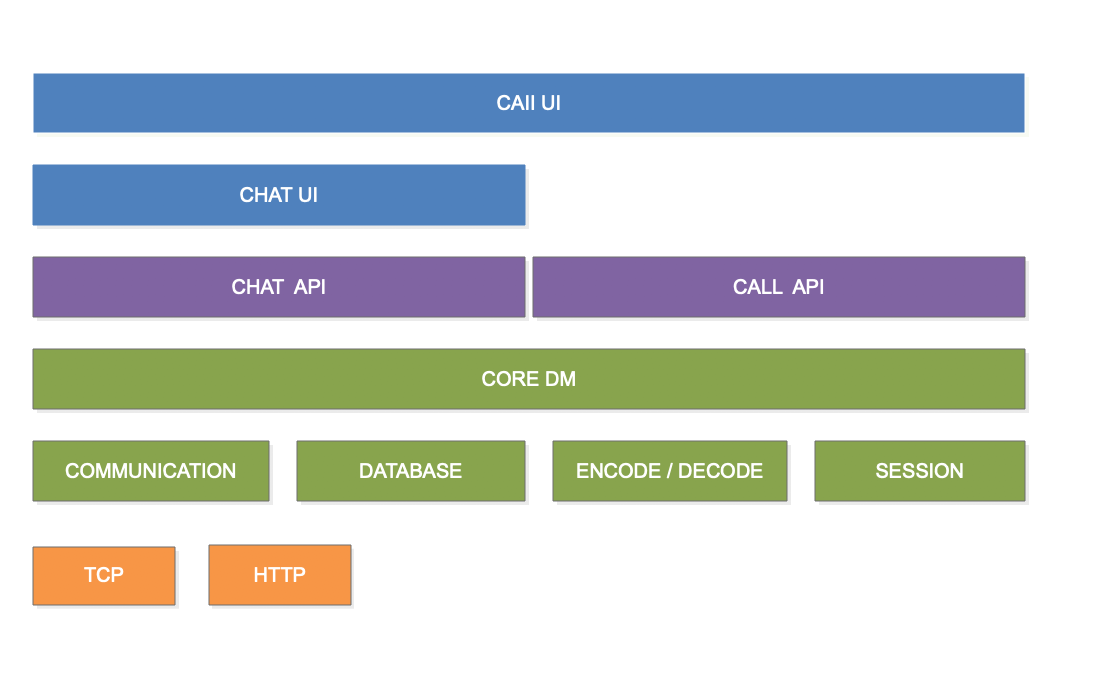 CAII UI
CHAT UI
CHAT  API
CALL  API
CORE DM
COMMUNICATION
DATABASE
ENCODE / DECODE
SESSION
TCP
HTTP